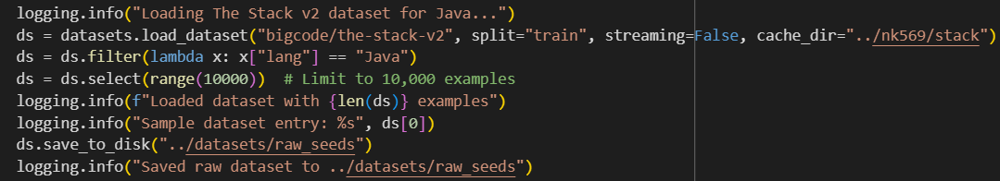 logging.info("Loading The Stack v2 dataset for Java...")
ds = datasets.load_dataset("bigcode/the-stack-v2", split="train", streaming=False, cache_dir="../nk569/stack")
ds = ds.filter(lambda x: x["lang"] == "Java")
ds = ds.select(range(10000))  # Limit to 10,000 examples
logging.info(f"Loaded dataset with {len(ds)} examples")
logging.info("Sample dataset entry: %s", ds[0])
ds.save_to_disk("../datasets/raw_seeds")
logging.info("Saved raw dataset to ../datasets/raw_seeds")